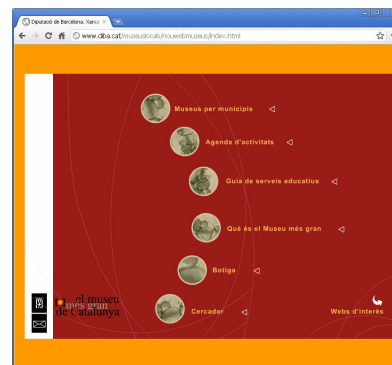 Diputació de Barcelona. Xarxa
www.diba.cat/museuslocals/nouwebmuseus/index.html
Museus per municipis
Agenda d'activitats
Guia de serveis educatius
Què és el Museu més gran
Botiga
Cercador
el museu
més gran
de Catalunya
Webs d'interès